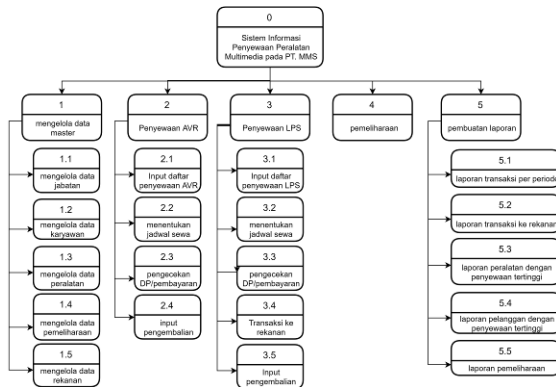 0
Sistem Informasi
Penyewaan Peralatan
Multimedia pada PT. MMS
1
mengelola data
master
2
Penyewaan AVR
3
Penyewaan LPS
4
pemeliharaan
5
pembuatan laporan
1.1
mengelola data
jabatan
1.2
mengelola data
karyawan
1.3
mengelola data
peralatan
1.4
mengelola data
pemeliharaan
1.5
mengelola data
rekanan
2.1
Input daftar
penyewaan AVR
2.2
menentukan
jadwal sewa
2.3
pengecekan
DP/pembayaran
2.4
input
pengembalian
3.1
Input daftar
penyewaan LPS
3.2
menentukan
jadwal sewa
3.3
pengecekan
DP/pembayaran
3.4
Transaksi ke
rekanan
3.5
Input
pengembalian
5.1
laporan transaksi per periode
5.2
laporan transaksi ke rekanan
5.3
laporan peralatan dengan
penyewaan tertinggi
5.4
laporan pelanggan dengan
penyewaan tertinggi
5.5
laporan pemeliharaan